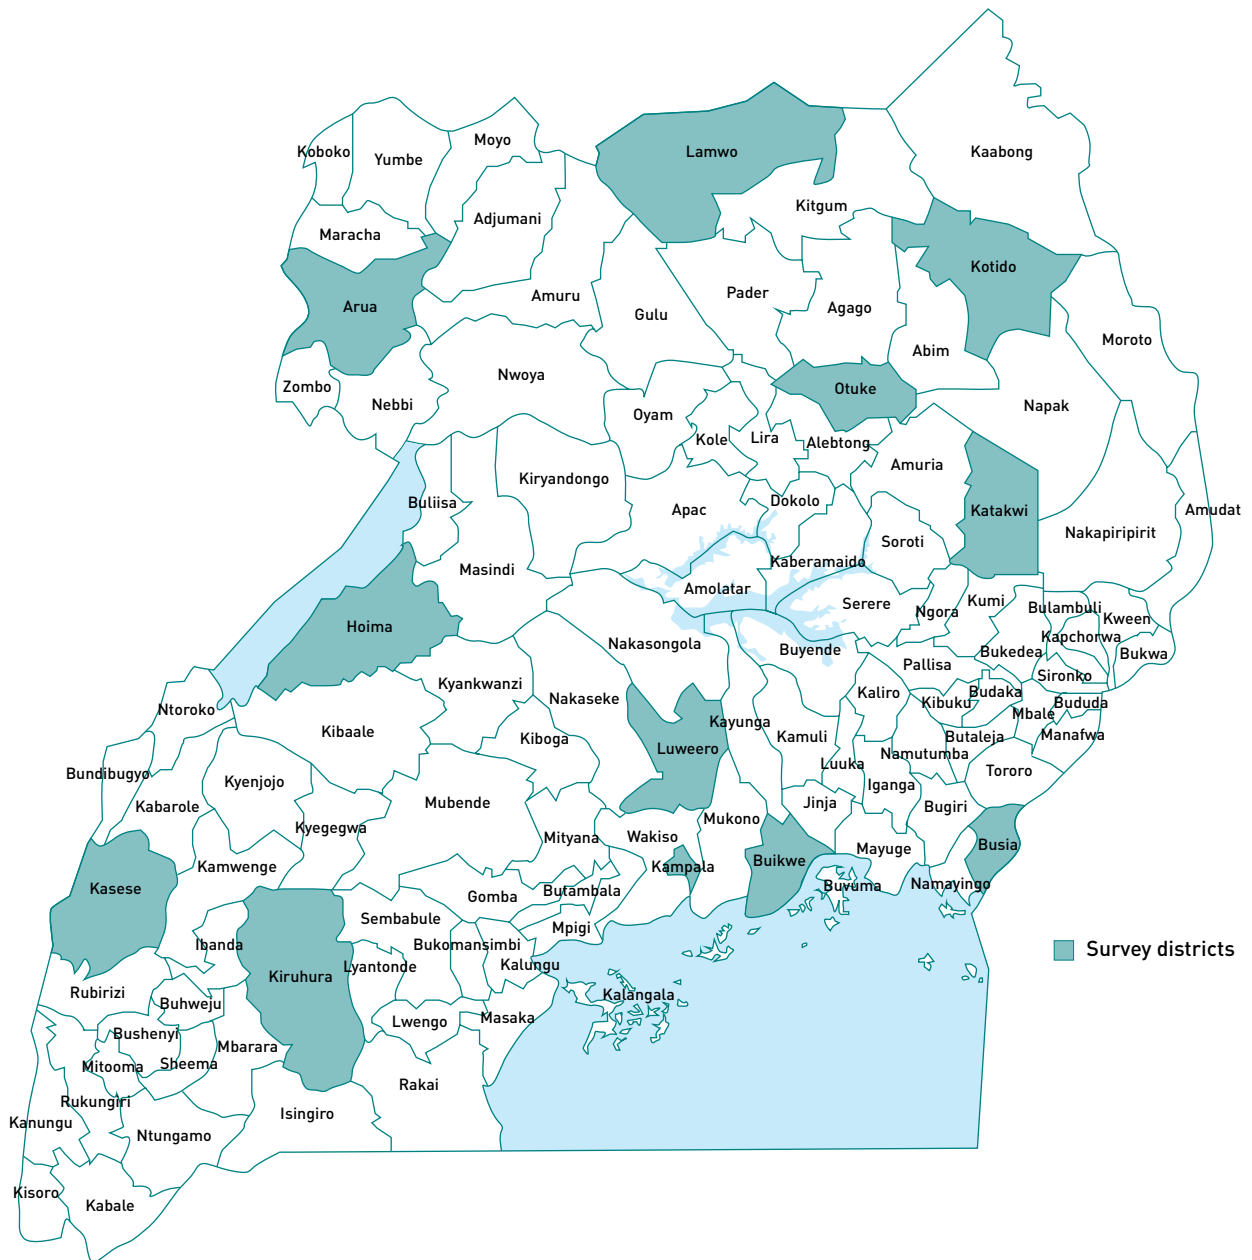 Koboko
Yumbe
Moyo
Lamwo
Kaabong
Adjumani
Kitgum
Maracha
Kotido
Arua
Amuru
Gulu
Pader
Agago
Moroto
Abim
Zombo
Nebbi
Nwoya
Otuke
Napak
Oyam
Kole
Lira
Alebtong
Amuria
Kiryandongo
Buliisa
Apac
Dokolo
Katakwi
Amudat
Soroti
Nakapiripirit
Masindi
Kaberamaido
Amolatar
Serere
Ngora
Kumi
Bulambuli
Kween
Hoima
Kapchorwa
Nakasongola
Buyende
Bukedea
Bukwa
Pallisa
Sironko
Kyankwanzi
Nakaseke
Kaliro
Kibuku
Budaka
Bududa
Ntoroko
Kayunga
Mbale
Kibaale
Kiboga
Luweero
Kamuli
Butaleja
Manafwa
Namutumba
Bundibugyo
Luuka
Tororo
Kyenjojo
Iganga
Kabarole
Mubende
Jinja
Bugiri
Kyegegwa
Mityana
Wakiso
Mukono
Busia
Kamwenge
Kampala
Buikwe
Mayuge
Kasese
Gomba
Butambala
Buvuma
Namayingo
Sembabule
Mpigi
Ibanda
Bukomansimbi
Survey districts
Kiruhura
Lyantonde
Kalungu
Rubirizi
Buhweju
Kalangala
Lwengo
Masaka
Bushenyi
Mbarara
Mitooma
Sheema
Rakai
Rukungiri
Isingiro
Kanungu
Ntungamo
Kisoro
Kabale